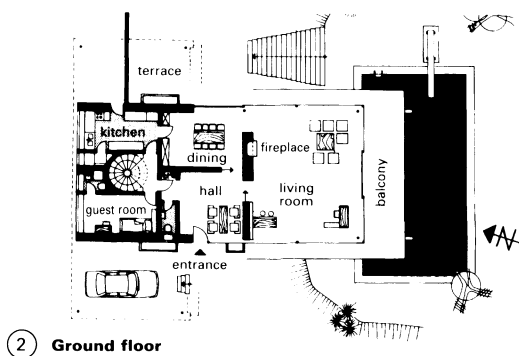 terrace
kitchen
dining
fireplace
hall
living
room
balcony
guest room
entrance
N
2 Ground floor